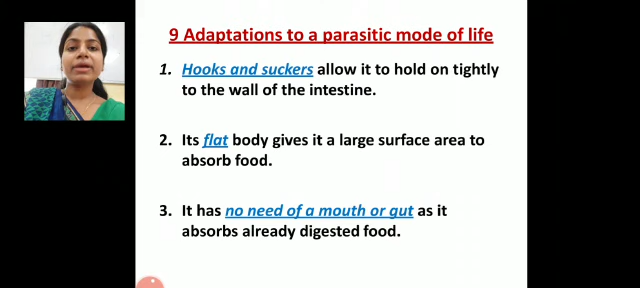 9 Adaptations to a parasitic mode of life
1. Hooks and suckers allow it to hold on tightly
to the wall of the intestine.
2. Its flat body gives it a large surface area to
absorb food.
3. It has no need of a mouth or gut as it
absorbs already digested food.